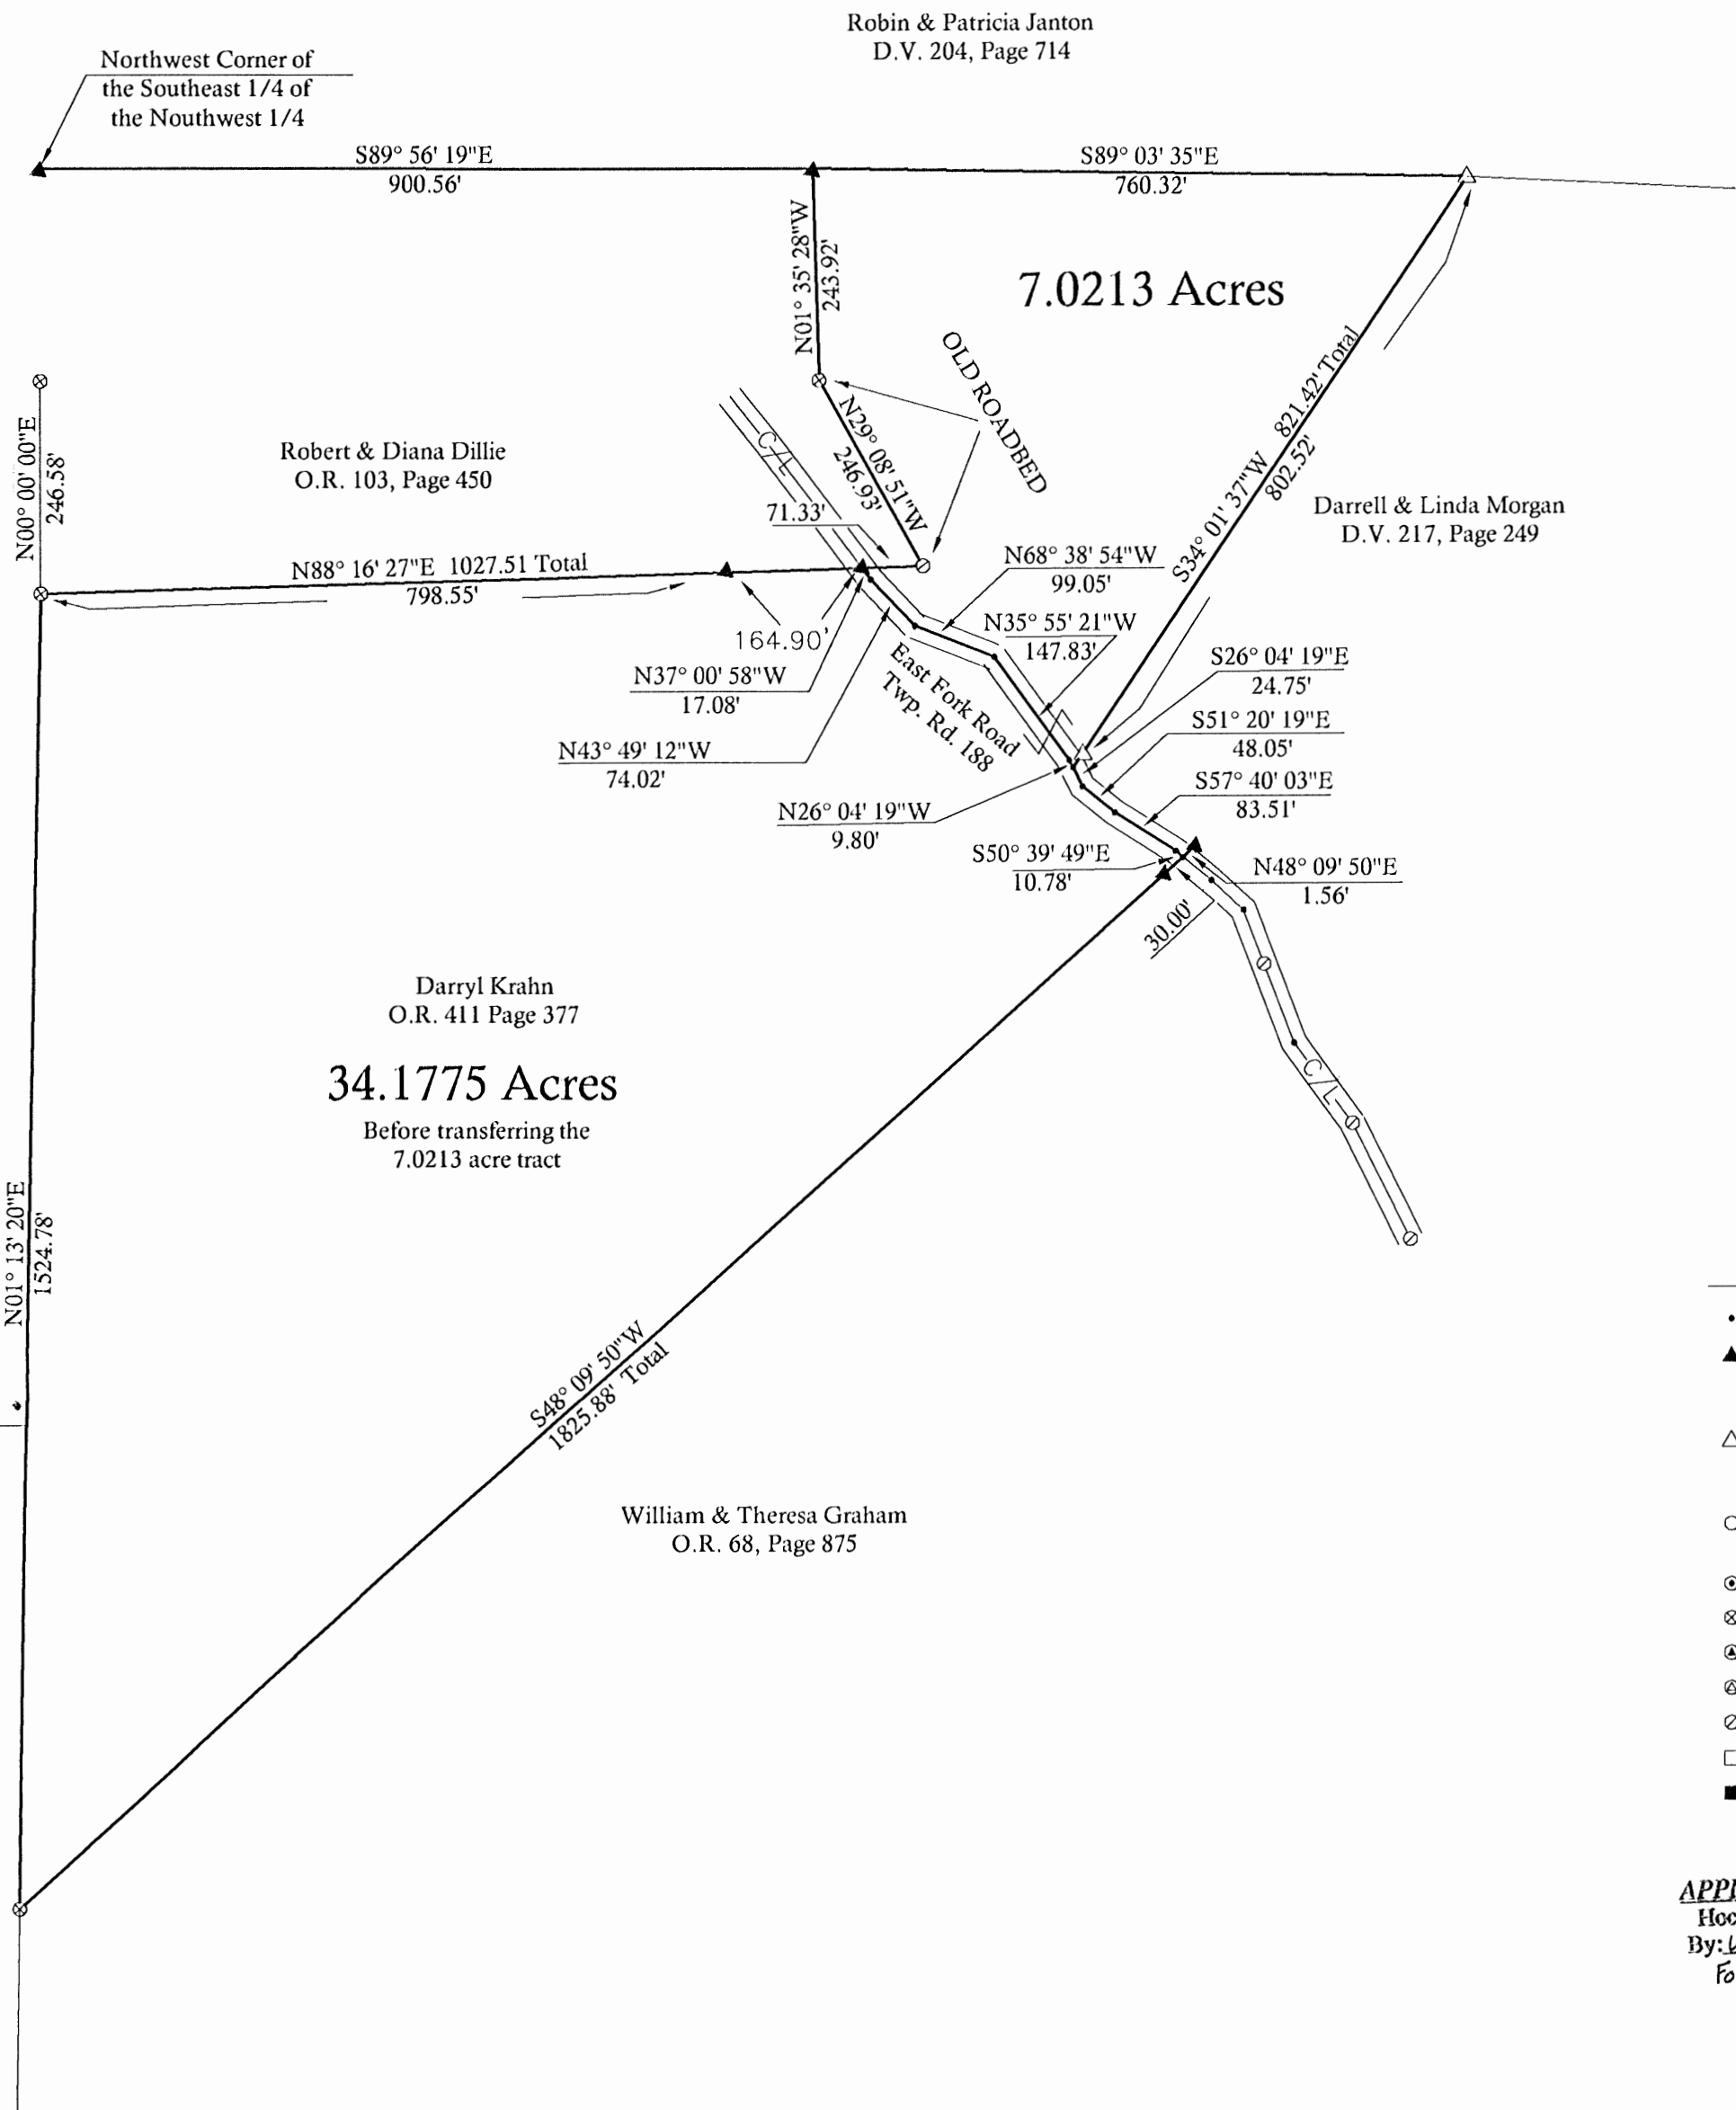 Robin & Patricia Janton
D.V. 204, Page 714
Northwest Corner of
the Southeast 1/4 of
the Nouthwest 1/4
S89° 56' 19"E
900.56'
S89° 03' 35"E
760.32'
N01° 35' 28"W
243.92'
7.0213 Acres
OLD ROADBED
N29° 08' 51"W
246.93'
S34° 01' 37"W 821.42' Total
802.52'
N00° 00' 00"E
246.58'
Robert & Diana Dillie
O.R. 103, Page 450
C/L
71.33'
Darrell & Linda Morgan
D.V. 217, Page 249
N88° 16' 27"E 1027.51 Total
798.55'
164.90'
N68° 38' 54"W
99.05'
N35° 55' 21"W
147.83'
East Fork Road
Twp. Rd. 188
N37° 00' 58"W
17.08'
N43° 49' 12"W
74.02'
S26° 04' 19"E
24.75'
S51° 20' 19"E
48.05'
S57° 40' 03"E
83.51'
N26° 04' 19"W
9.80'
S50° 39' 49"E
10.78'
N48° 09' 50"E
1.56'
30.00'
Darryl Krahn
O.R. 411 Page 377
34.1775 Acres
Before transferring the
7.0213 acre tract
C/L
N01° 13' 20"E
1524.78'
S48° 09' 50"W
1825.88' Total
William & Theresa Graham
O.R. 68, Page 875
By: